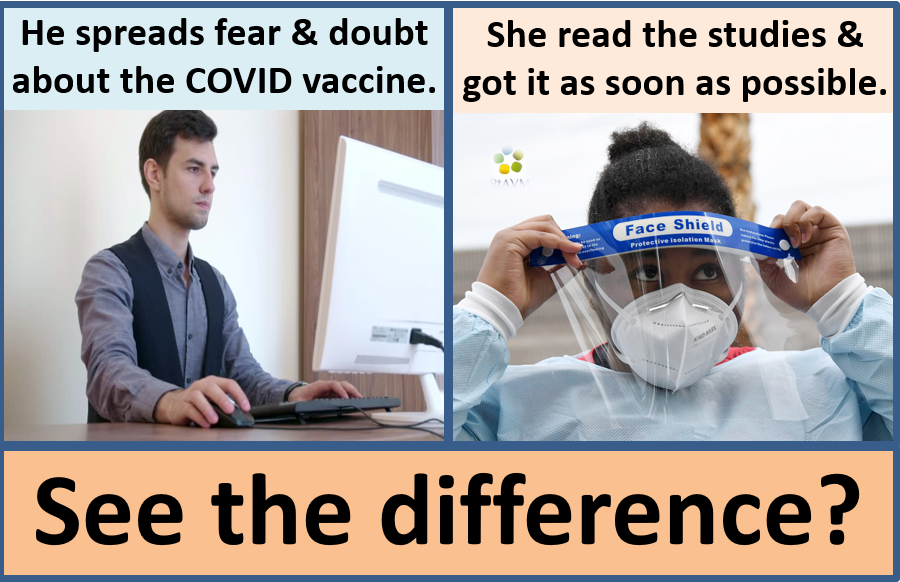 He spreads fear & doubt
about the COVID vaccine.
She read the studies &
got it as soon as possible.
Face Shield
Protective Isolation Mask
See the difference?